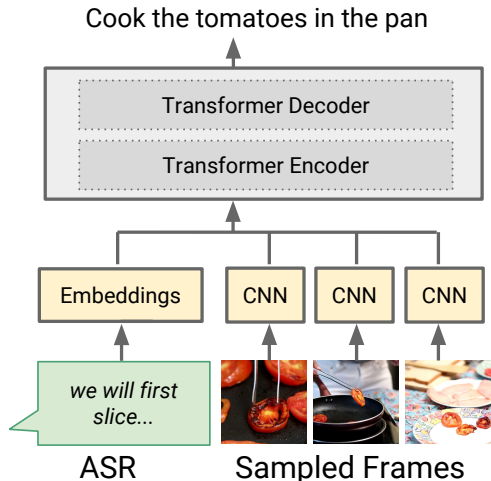 Cook the tomatoes in the pan
Transformer Decoder
Transformer Encoder
Embeddings
CNN
CNN
CNN
we will first
slice...
ASR
Sampled Frames